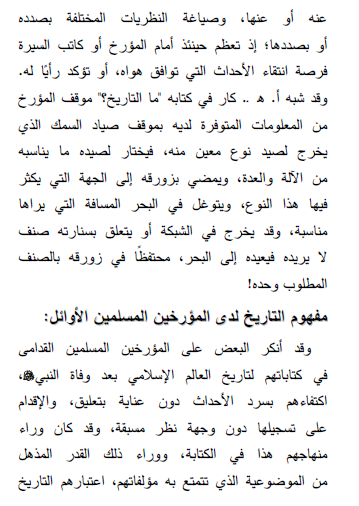 عنه أو عنها، وصياغة النظريات المختلفة بصدده
أو بصددها؛ إذ تعظم حينئذ أمام المؤرخ أو كاتب السيرة
فرصة انتقاء الأحداث التي توافق هواه، أو تؤكد رأيًا له.
وقد شبه أ. هـ .. كار في كتابه "ما التاريخ؟" موقف المؤرخ
من المعلومات المتوفرة لديه بموقف صياد السمك الذي
يخرج لصيد نوع معين منه، فيختار لصيده ما يناسبه
من الآلة والعدة، ويمضي بزورقه إلى الجهة التي يكثر
فيها هذا النوع، ويتوغل في البحر المسافة التي يراها
مناسبة، وقد يخرج في الشبكة أو يتعلق بسنارته صنف
لا يريده فيعيده إلى البحر، محتفظًا في زورقه بالصنف
المطلوب وحده!
مفهوم التاريخ لدى المؤرخين المسلمين الأوائل:
وقد أنكر البعض على المؤرخين المسلمين القدامى
في كتاباتهم لتاريخ العالم الإسلامي بعد وفاة النبي ﷺ،
اكتفاءهم بسرد الأحداث دون عناية بتعليق، والإقدام
على تسجيلها دون وجهة نظر مسبقة، وقد كان وراء
منهاجهم هذا في الكتابة، ووراء ذلك القدر المذهل
من الموضوعية الذي تتمتع به مؤلفاتهم، اعتبارهم التاريخ